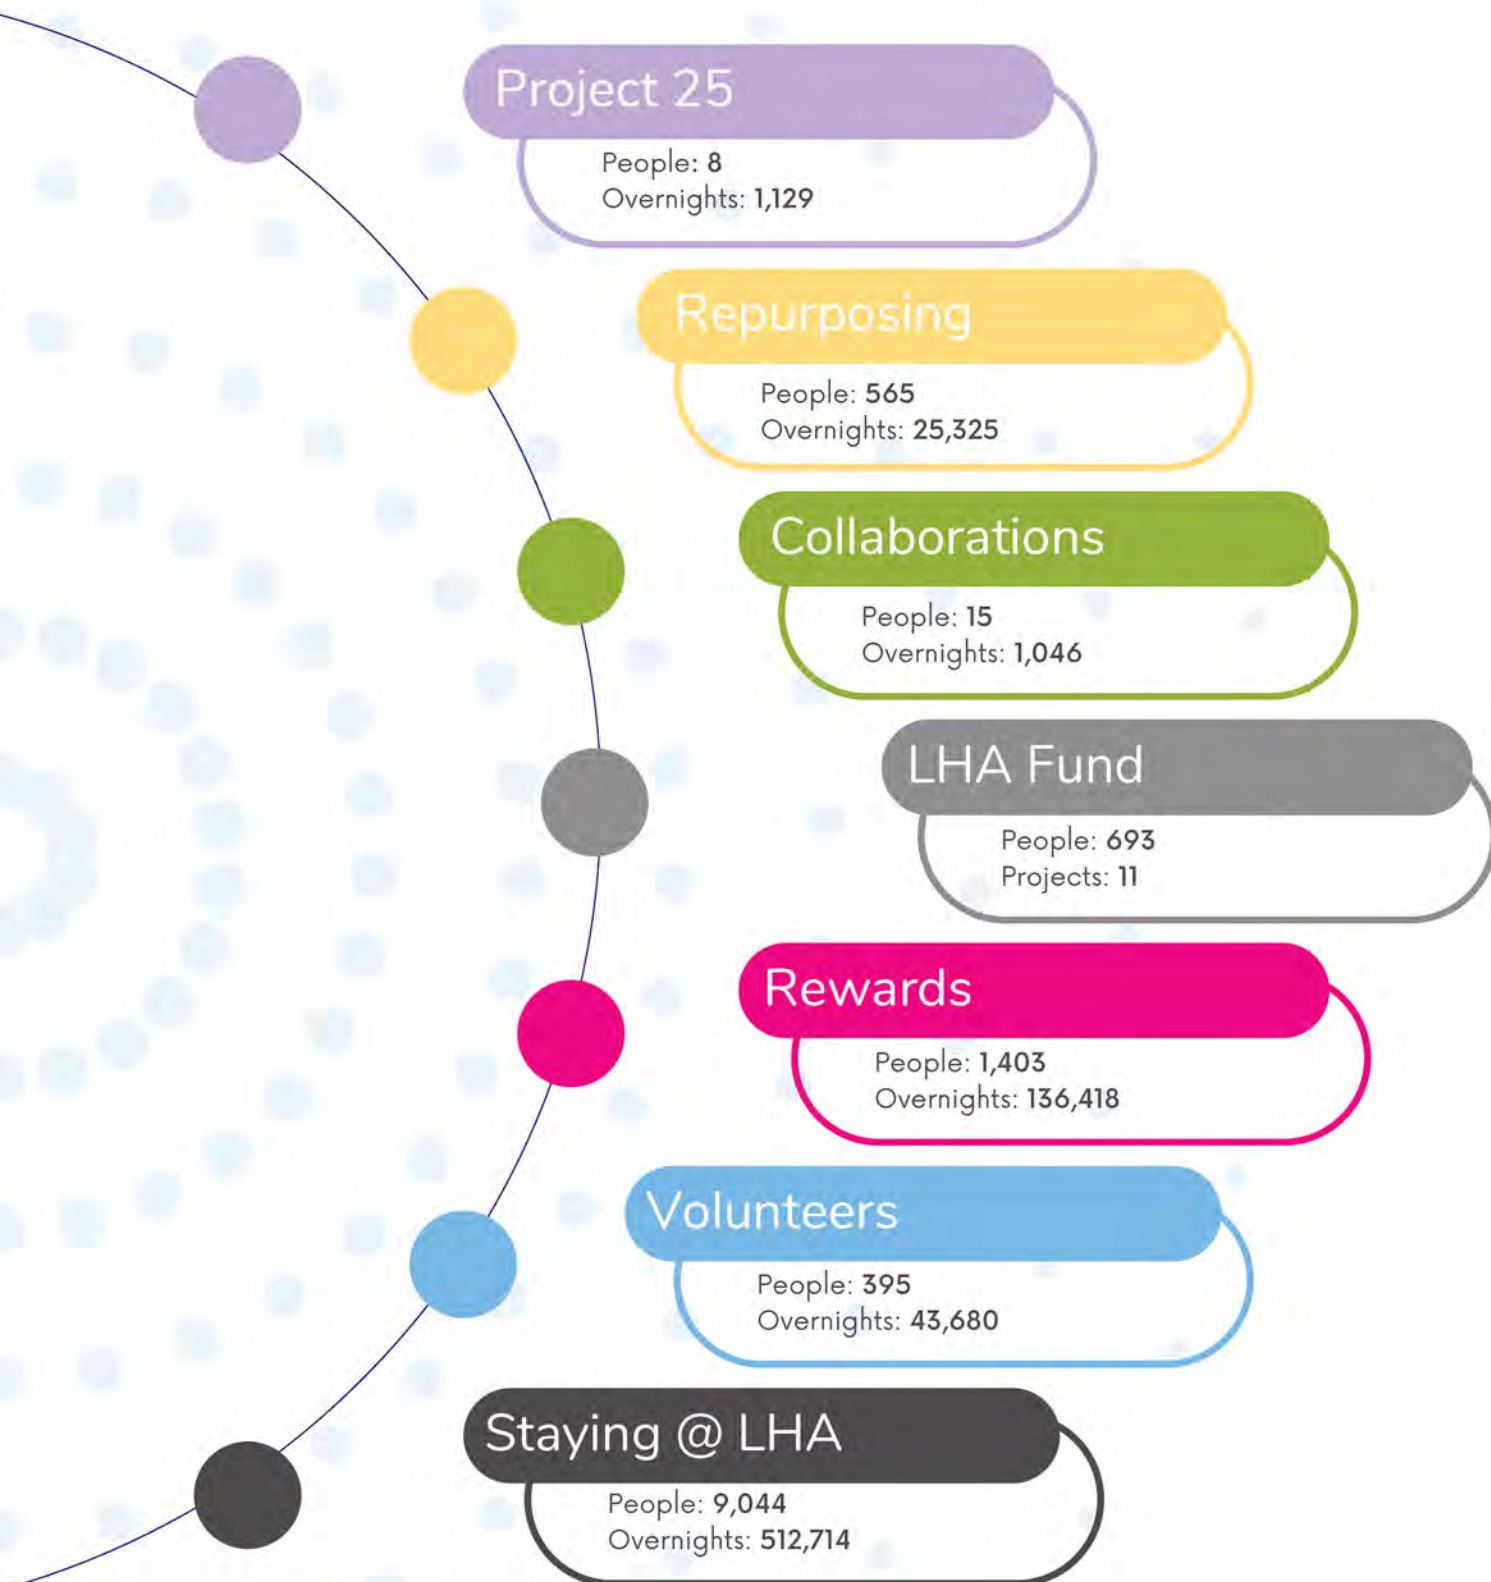 Project 25
People: 8
Overnights: 1,129
Repurposing
People: 565
Overnights: 25,325
Collaborations
People: 15
Overnights: 1,046
LHA Fund
People: 693
Projects: 11
Rewards
People: 1,403
Overnights: 136,418
Volunteers
People: 395
Overnights: 43,680
Staying @ LHA
People: 9,044
Overnights: 512,714